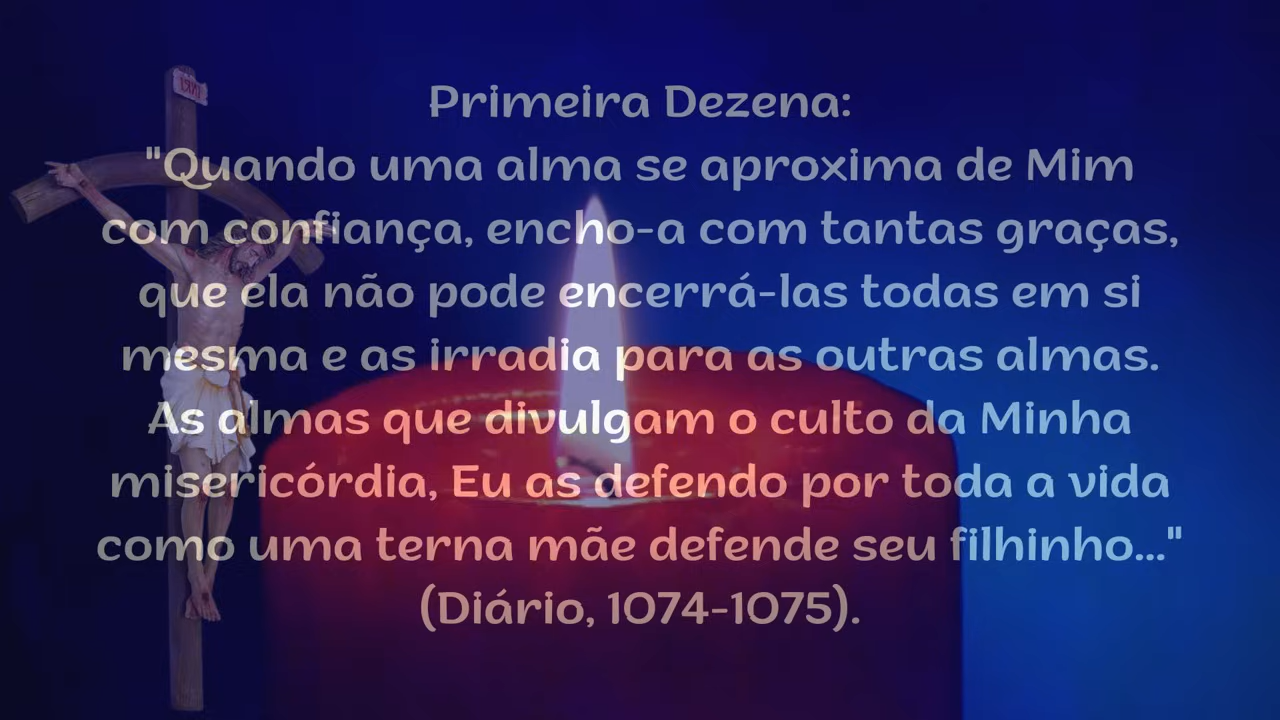 Primeira Dezena:
"Quando uma alma se aproxima de Mim
com confiança, encho-a com tantas graças,
que ela não pode encerrá-las todas em si
mesma e as irradia para as outras almas.
As almas que divulgam o culto da Minha
misericórdia, Eu as defendo por toda a vida
como uma terna mãe defende seu filhinho..."
(Diário, 1074-1075).